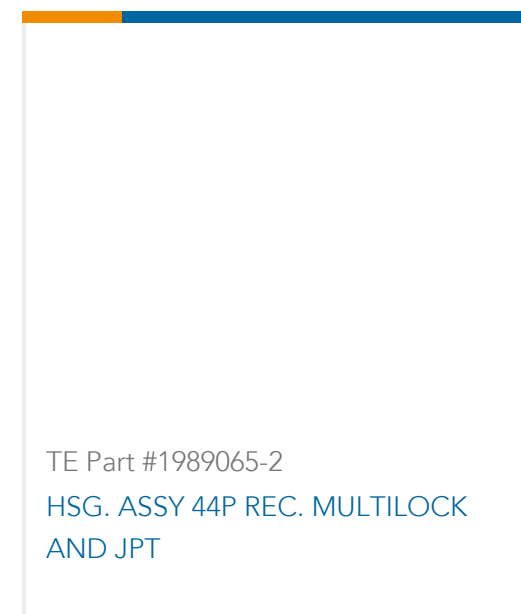 TE Part #1989065-2
HSG. ASSY 44P REC. MULTILOCK
AND JPT